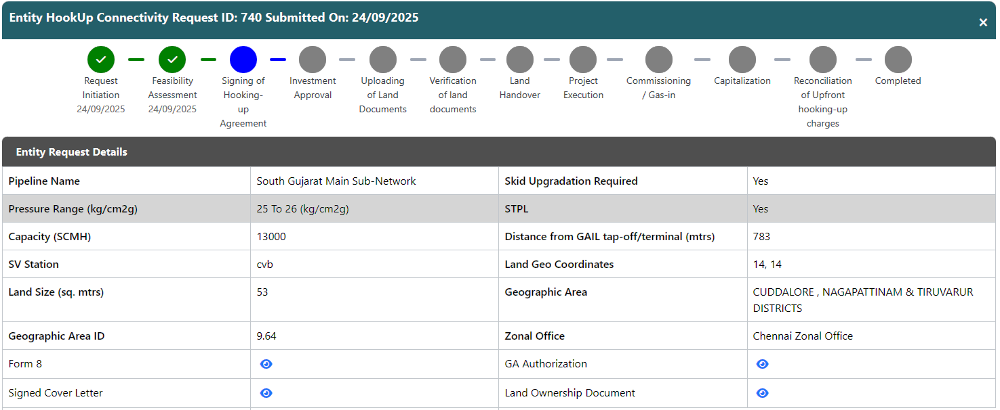 Entity HookUp Connectivity Request ID: 740 Submitted On: 24/09/2025
×
Request
Initiation
24/09/2025
Feasibility
Assessment
24/09/2025
Signing of
Hooking-
up
Agreement
Investment
Approval
Uploading
of Land
Documents
Verification
of land
documents
Land
Handover
Project
Execution
Commissioning
/ Gas-in
Capitalization
Reconciliation
of Upfront
hooking-up
charges
Completed
Entity Request Details
Pipeline Name South Gujarat Main Sub-Network Skid Upgradation Required Yes
Pressure Range (kg/cm2g) 25 To 26 (kg/cm2g) STPL Yes
Capacity (SCMH) 13000 Distance from GAIL tap-off/terminal (mtrs) 783
SV Station cvb Land Geo Coordinates 14, 14
Land Size (sq. mtrs) 53 Geographic Area CUDDALORE , NAGAPATTINAM & TIRUVARUR
DISTRICTS
Geographic Area ID 9.64 Zonal Office Chennai Zonal Office
Form 8 GA Authorization
Signed Cover Letter Land Ownership Document